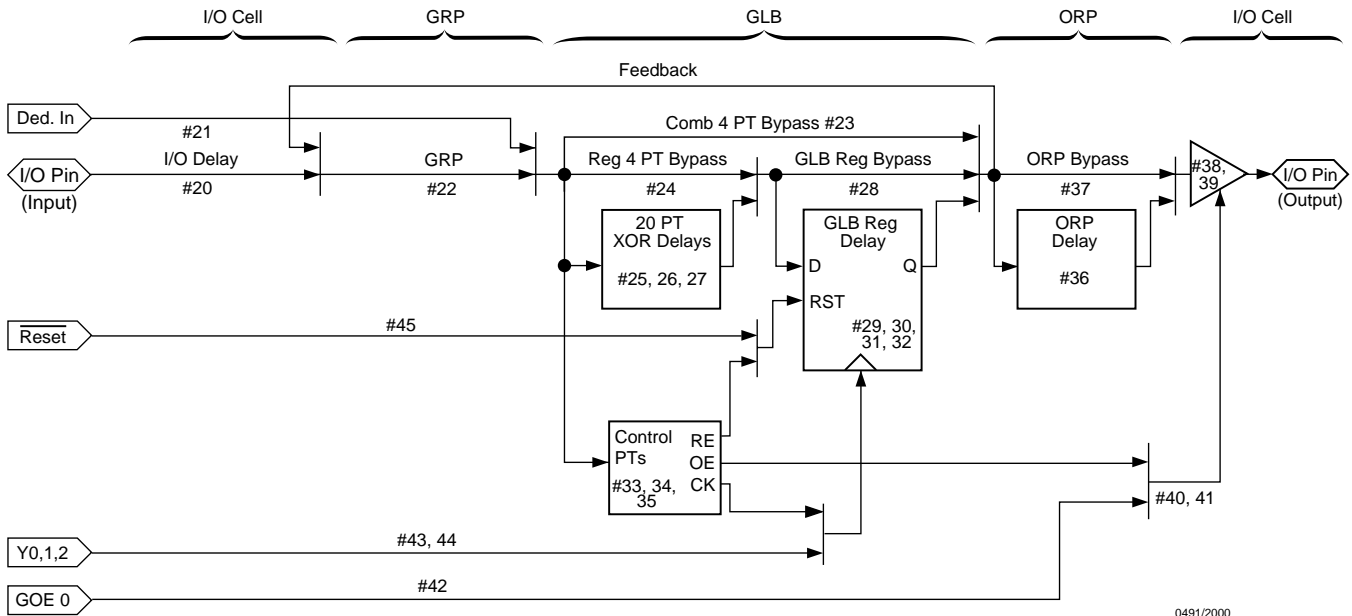 I/O Cell
GRP
GLB
ORP
I/O Cell
Feedback
Ded. In
#21
Comb 4 PT Bypass #23
I/O Delay
GRP
Reg 4 PT Bypass
GLB Reg Bypass
ORP Bypass
#38,
39
I/O Pin
(Input)
#20
#22
#24
#28
#37
I/O Pin
(Output)
20 PT
XOR Delays
#25, 26, 27
GLB Reg
Delay
D
Q
RST
#29, 30,
31, 32
ORP
Delay
#36
Reset
#45
Control
PTs
#33, 34,
35
RE
OE
CK
#40, 41
Y0,1,2
#43, 44
GOE 0
#42
0491/2000